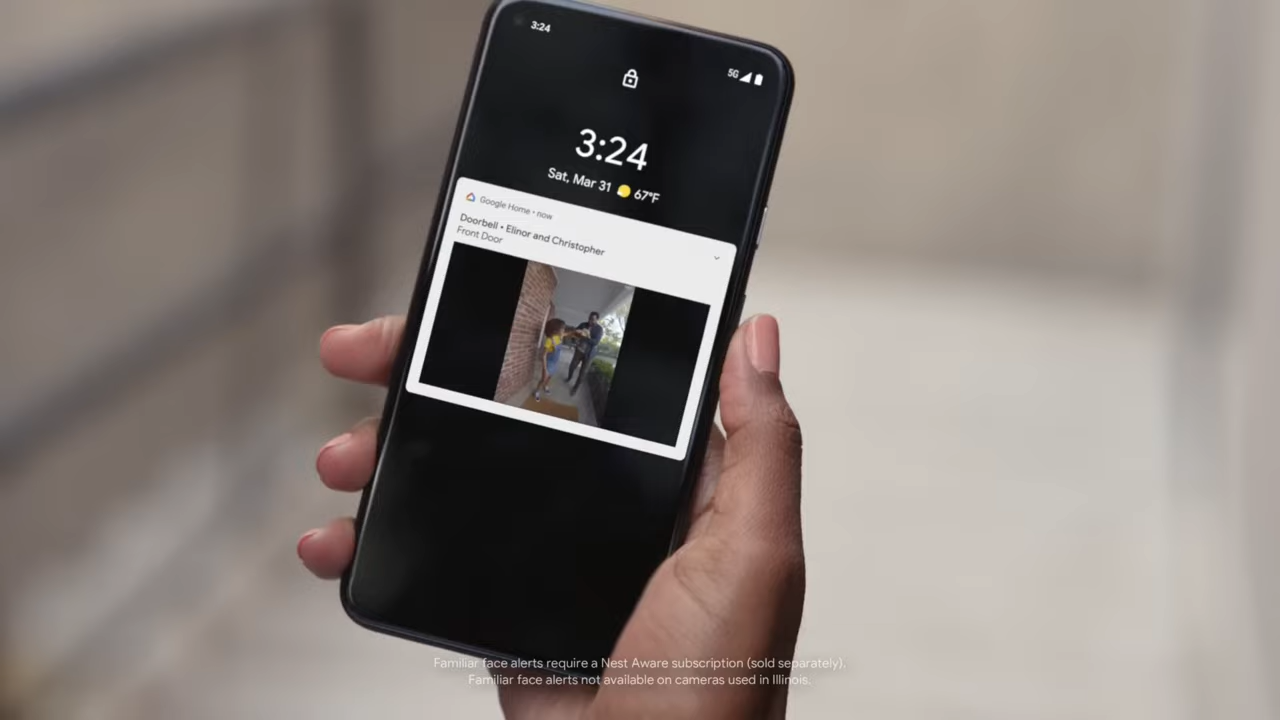 3:24
5G
3:24
Sat, Mar 31 67°F
Google Home • now
Doorbell • Elinor and Christopher
Front Door
Familiar face alerts require a Nest Aware subscription (sold separately).
Familiar face alerts not available on cameras used in Illinois.